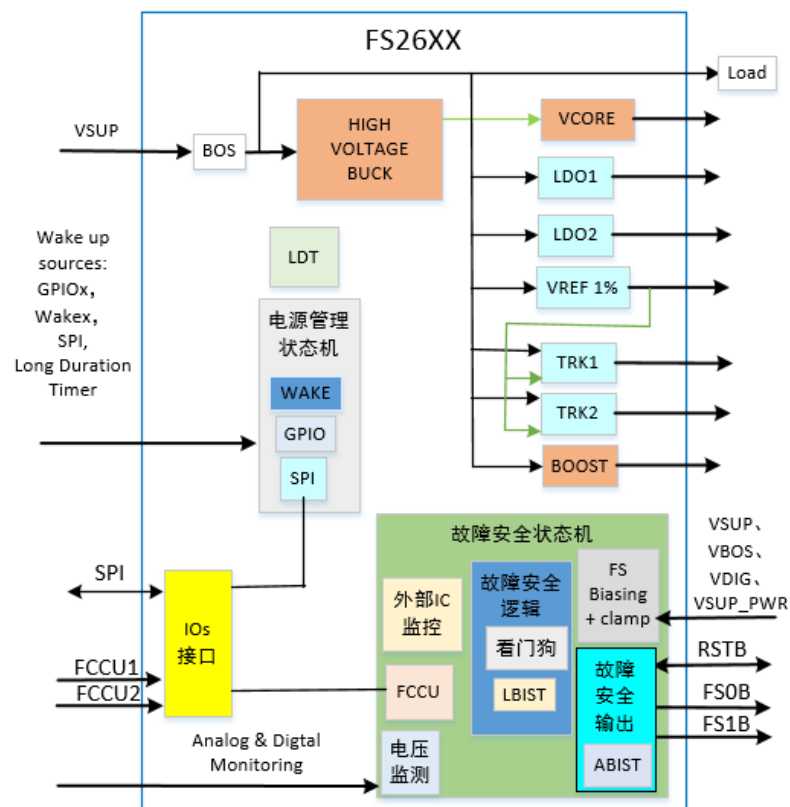 FS26XX
Load
VSUP
BOS
HIGH
VOLTAGE
BUCK
VCORE
LDO1
LDO2
VREF 1%
TRK1
TRK2
BOOST
Wake up
sources:
GPIOx，
Wakex，
SPI,
Long Duration
Timer
LDT
电源管理
状态机
WAKE
GPIO
SPI
SPI
FCCU1
FCCU2
IOs
接口
Analog & Digtal
Monitoring
故障安全状态机
外部IC
监控
FCCU
电压
监测
故障安全
逻辑
看门狗
LBIST
FS
Biasing
+ clamp
故障
安全
输出
ABIST
VSUP、
VBOS、
VDIG、
VSUP_PWR
RSTB
FS0B
FS1B